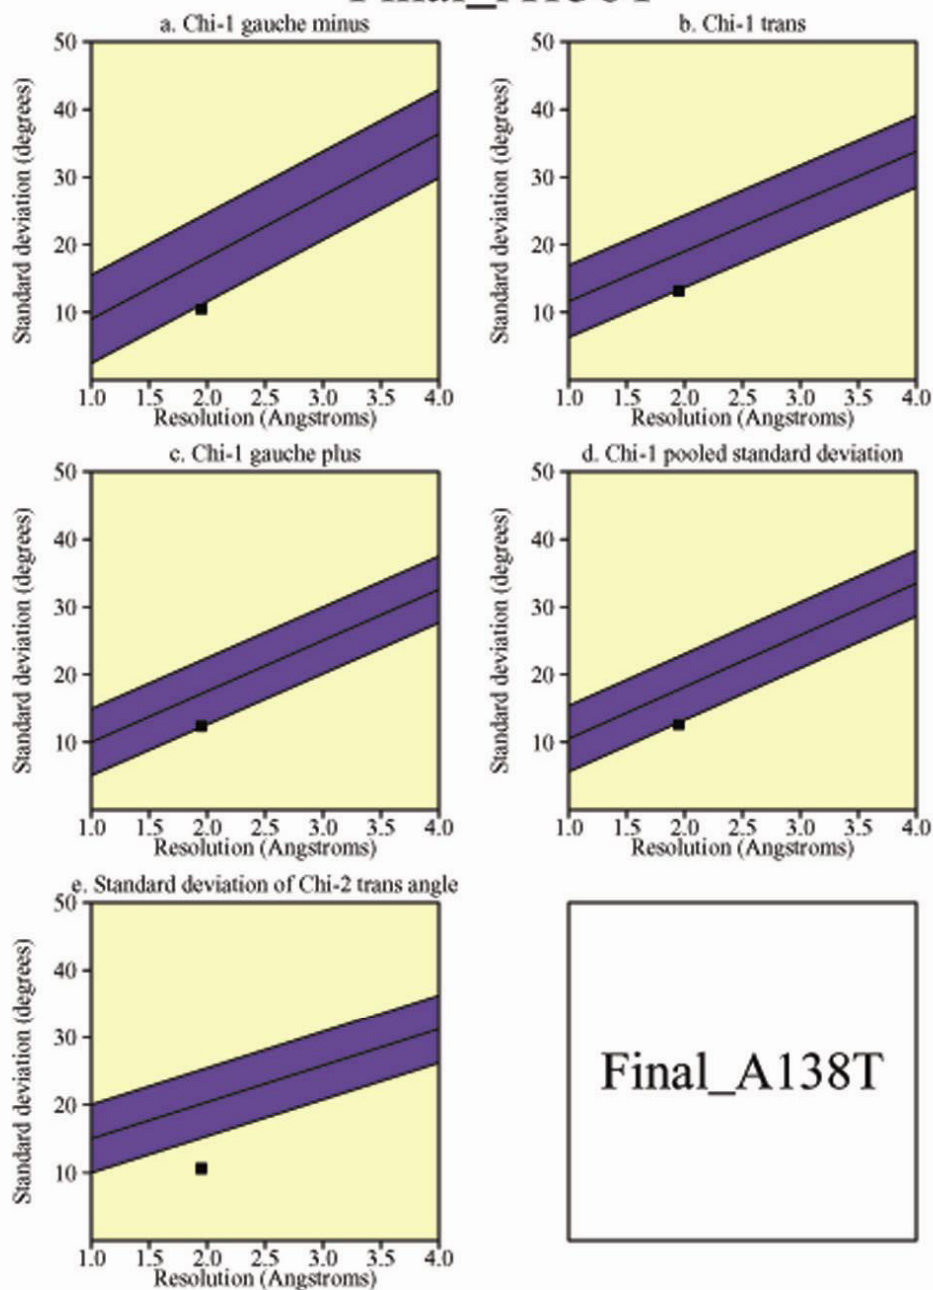 a. Chi-1 gauche minus
Standard deviation (degrees)
50
40
30
20
10
1.0 1.5 2.0 2.5 3.0 3.5 4.0
Resolution (Angstroms)
b. Chi-1 trans
Standard deviation (degrees)
50
40
30
20
10
1.0 1.5 2.0 2.5 3.0 3.5 4.0
Resolution (Angstroms)
c. Chi-1 gauche plus
Standard deviation (degrees)
50
40
30
20
10
1.0 1.5 2.0 2.5 3.0 3.5 4.0
Resolution (Angstroms)
d. Chi-1 pooled standard deviation
Standard deviation (degrees)
50
40
30
20
10
1.0 1.5 2.0 2.5 3.0 3.5 4.0
Resolution (Angstroms)
e. Standard deviation of Chi-2 trans angle
Standard deviation (degrees)
50
40
30
20
10
1.0 1.5 2.0 2.5 3.0 3.5 4.0
Resolution (Angstroms)
Final_A138T